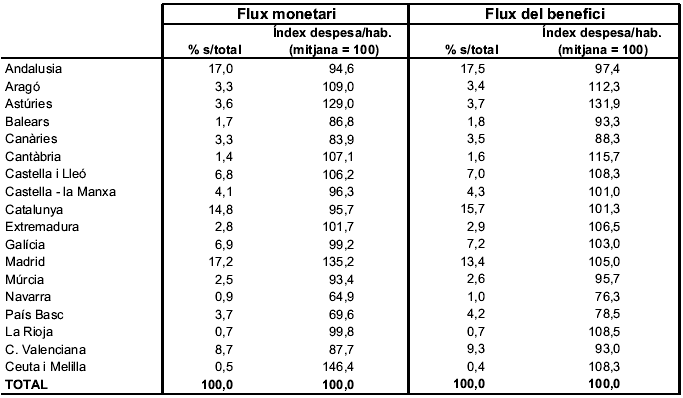 Flux monetari Flux del benefici
% s/total Índex despesa/hab. (mitjana = 100) % s/total Índex despesa/hab. (mitjana = 100)
Andalusia 17,0 94,6 17,5 97,4
Aragó 3,3 109,0 3,4 112,3
Astúries 3,6 129,0 3,7 131,9
Balears 1,7 86,8 1,8 93,3
Canàries 3,3 83,9 3,5 88,3
Cantàbria 1,4 107,1 1,6 115,7
Castella i Lleó 6,8 106,2 7,0 108,3
Castella - la Manxa 4,1 96,3 4,3 101,0
Catalunya 14,8 95,7 15,7 101,3
Extremadura 2,8 101,7 2,9 106,5
Galícia 6,9 99,2 7,2 103,0
Madrid 17,2 135,2 13,4 105,0
Múrcia 2,5 93,4 2,6 95,7
Navarra 0,9 64,9 1,0 76,3
País Basc 3,7 69,6 4,2 78,5
La Rioja 0,7 99,8 0,7 108,5
C. Valenciana 8,7 87,7 9,3 93,0
Ceuta i Melilla 0,5 146,4 0,4 108,3
TOTAL 100,0 100,0 100,0 100,0